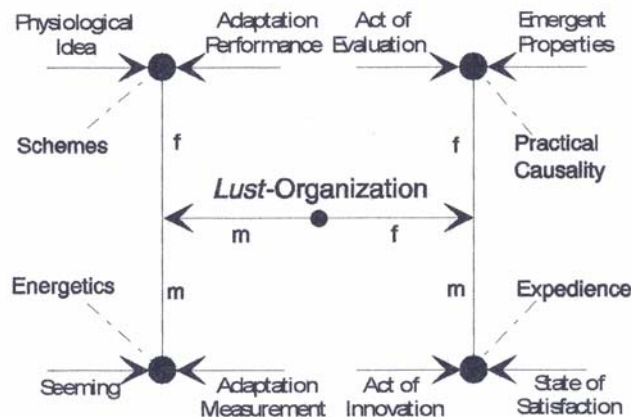 Physiological Idea
Adaptation Performance
Act of Evaluation
Emergent Properties
Schemes
f
f
Practical Causality
Lust-Organization
m
f
Energetics
m
m
Expedience
Seeming
Adaptation Measurement
Act of Innovation
State of Satisfaction